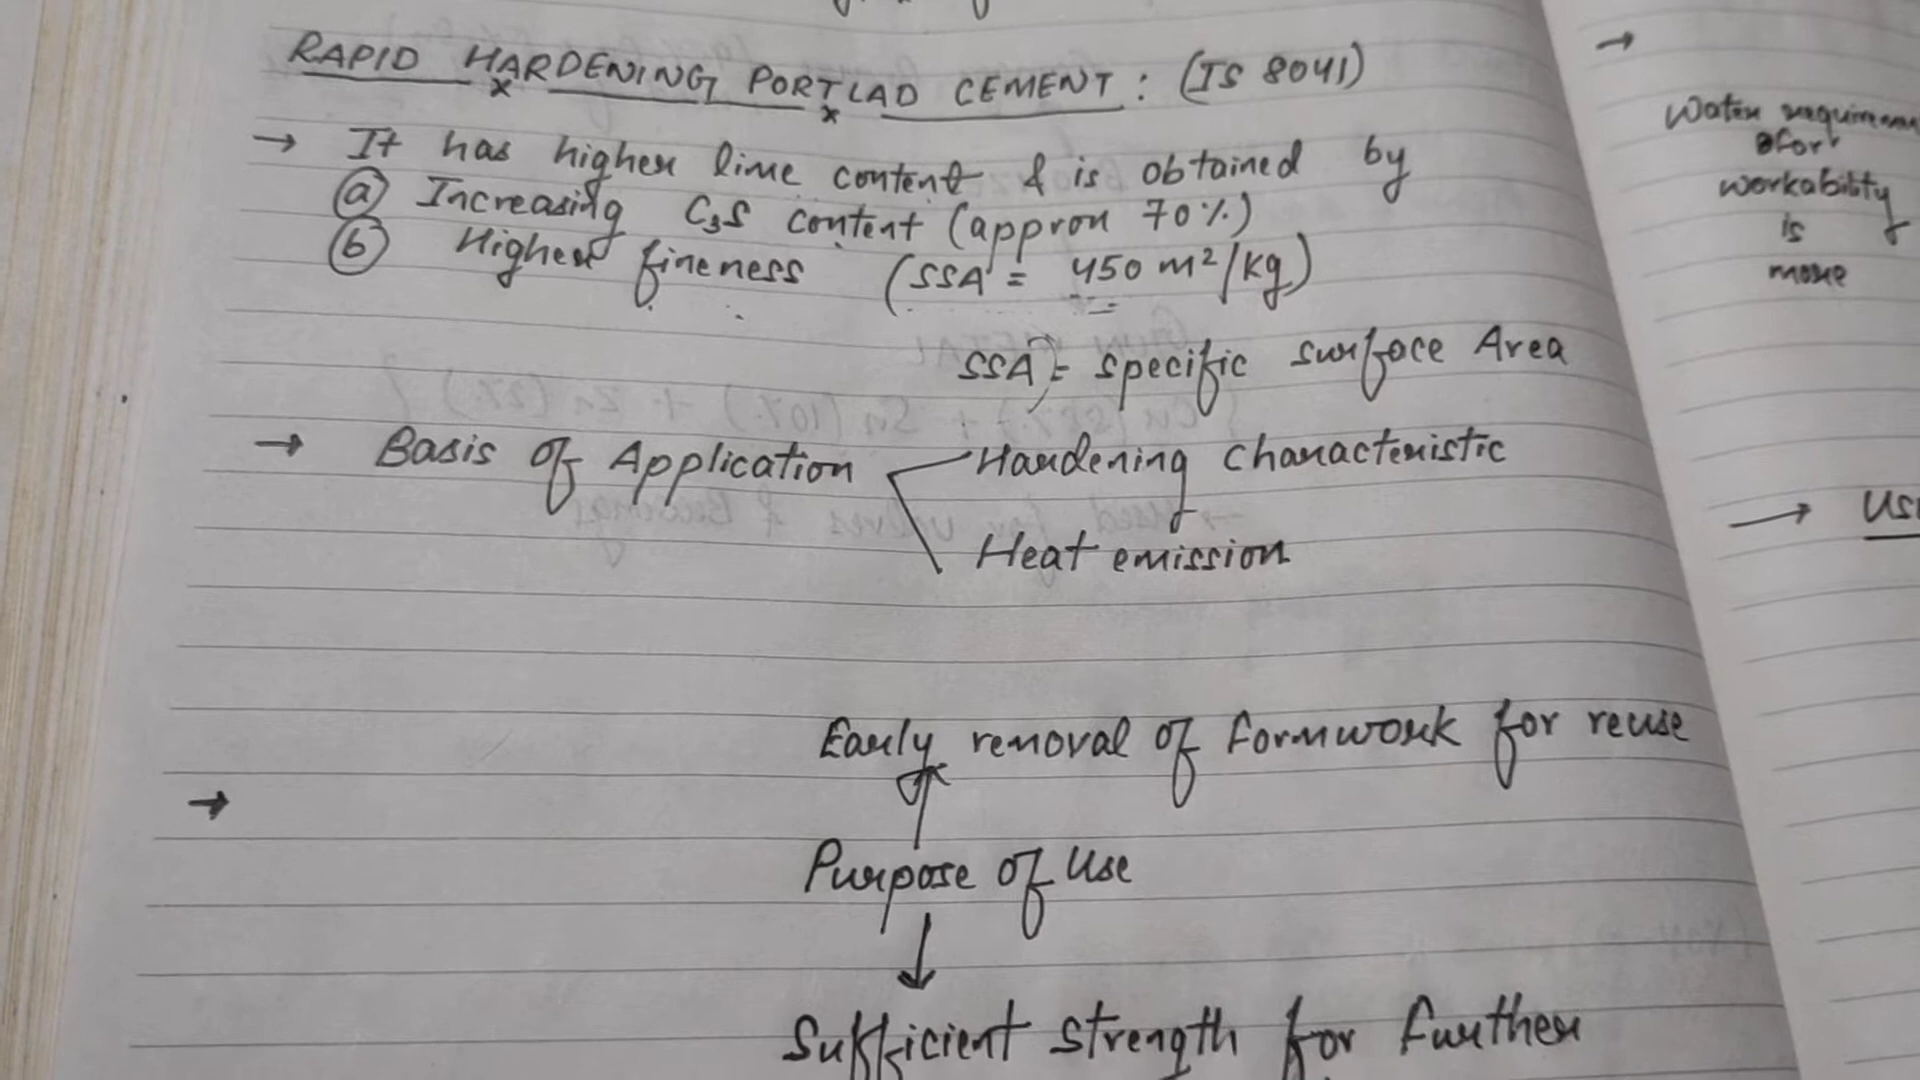 RAPID HARDENING PORTLAD CEMENT : (IS 8041)
→ It has higher lime content & is obtained by
(a) Increasing C3S content (approx 70%)
(b) Higher fineness (SSA = 450 m²/kg)
SSA = Specific surface Area
→ Basis of Application
Hardening characteristic
Heat emission
Early removal of formwork for reuse
→
Purpose of Use
↓
Sufficient strength for further
→
Water requirem
for
workability
is
more
→ US